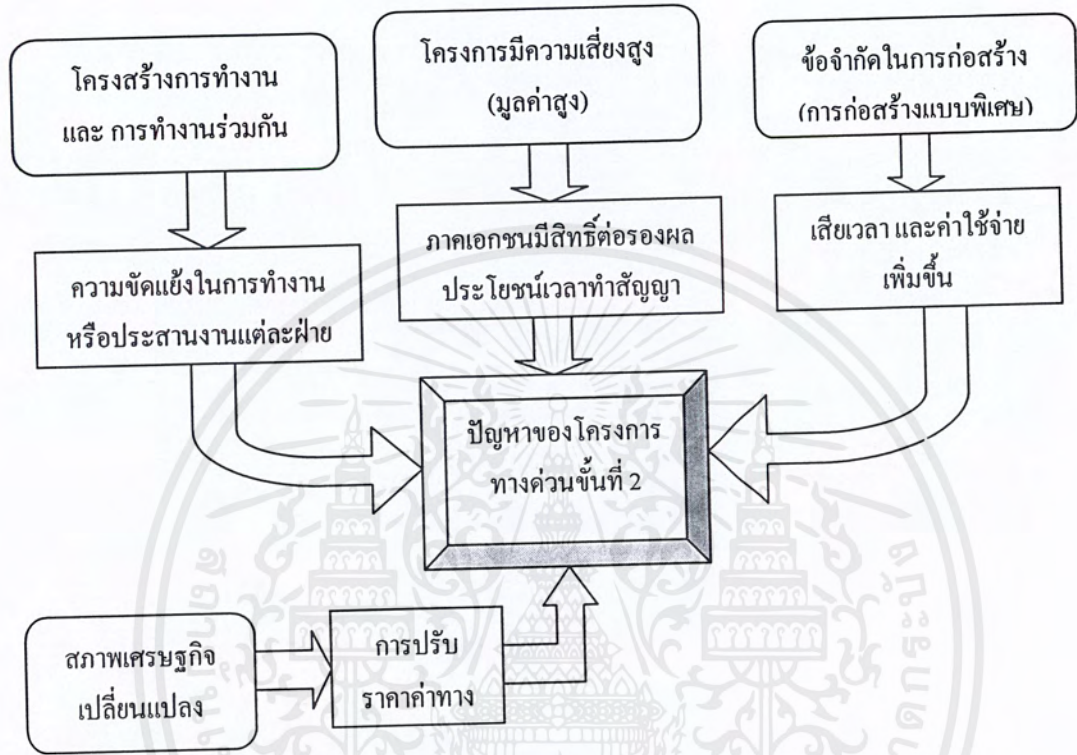 โครงสร้างการทำงาน
และ การทำงานร่วมกัน
โครงการมีความเสี่ยงสูง
(มูลค่าสูง)
ข้อจำกัดในการก่อสร้าง
(การก่อสร้างแบบพิเศษ)
ความขัดแย้งในการทำงาน
หรือประสานงานแต่ละฝ่าย
ภาคเอกชนมีสิทธิ์ต่อรองผล
ประโยชน์เวลาทำสัญญา
เสียเวลา และค่าใช้จ่าย
เพิ่มขึ้น
ปัญหาของโครงการ
ทางด่วนขั้นที่ 2
สภาพเศรษฐกิจ
เปลี่ยนแปลง
การปรับ
ราคาค่าทาง